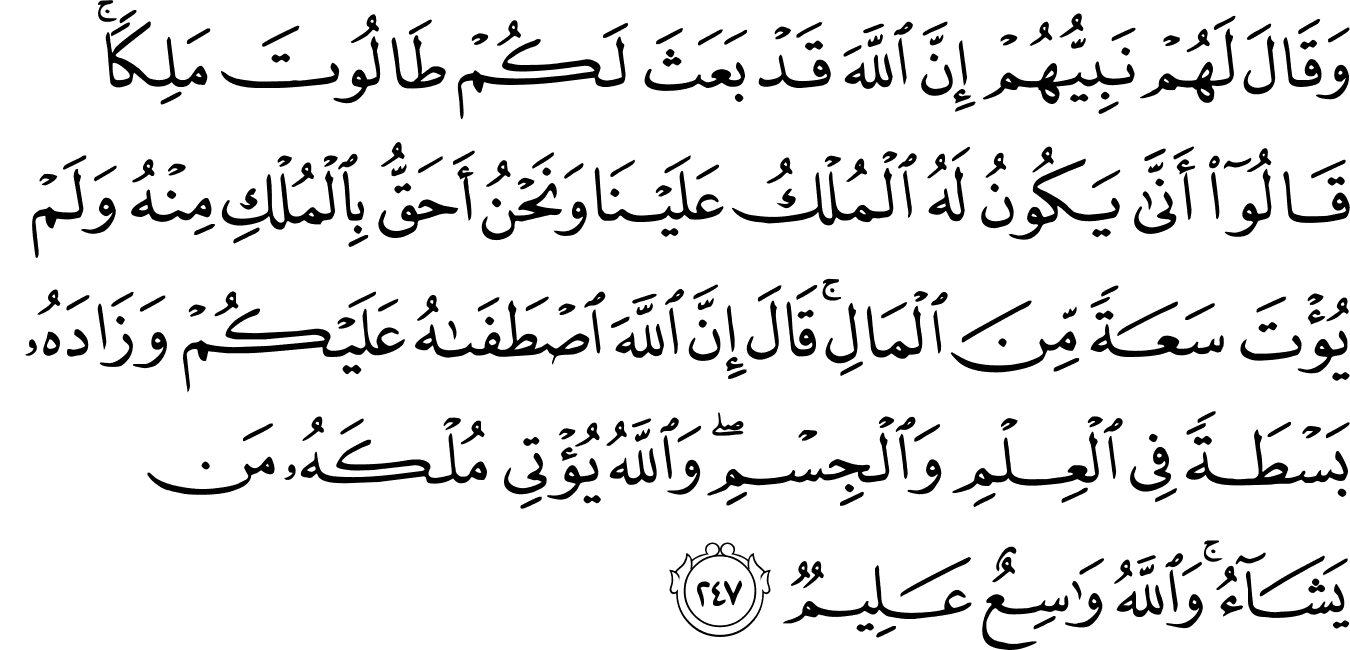 وَقَالَ لَهُمۡ نَبِيُّهُمۡ إِنَّ ٱللَّهَ قَدۡ بَعَثَ لَكُمۡ طَالُوتَ مَلِكٗاۚ
قَالُوٓاْ أَنَّىٰ يَكُونُ لَهُ ٱلۡمُلۡكُ عَلَيۡنَا وَنَحۡنُ أَحَقُّ بِٱلۡمُلۡكِ مِنۡهُ وَلَمۡ
يُؤۡتَ سَعَةٗ مِّنَ ٱلۡمَالِۚ قَالَ إِنَّ ٱللَّهَ ٱصۡطَفَىٰهُ عَلَيۡكُمۡ وَزَادَهُۥ
بَسۡطَةٗ فِي ٱلۡعِلۡمِ وَٱلۡجِسۡمِۖ وَٱللَّهُ يُؤۡتِي مُلۡكَهُۥ مَن
يَشَآءُۚ وَٱللَّهُ وَٰسِعٌ عَلِيمٞ ٢٤٧